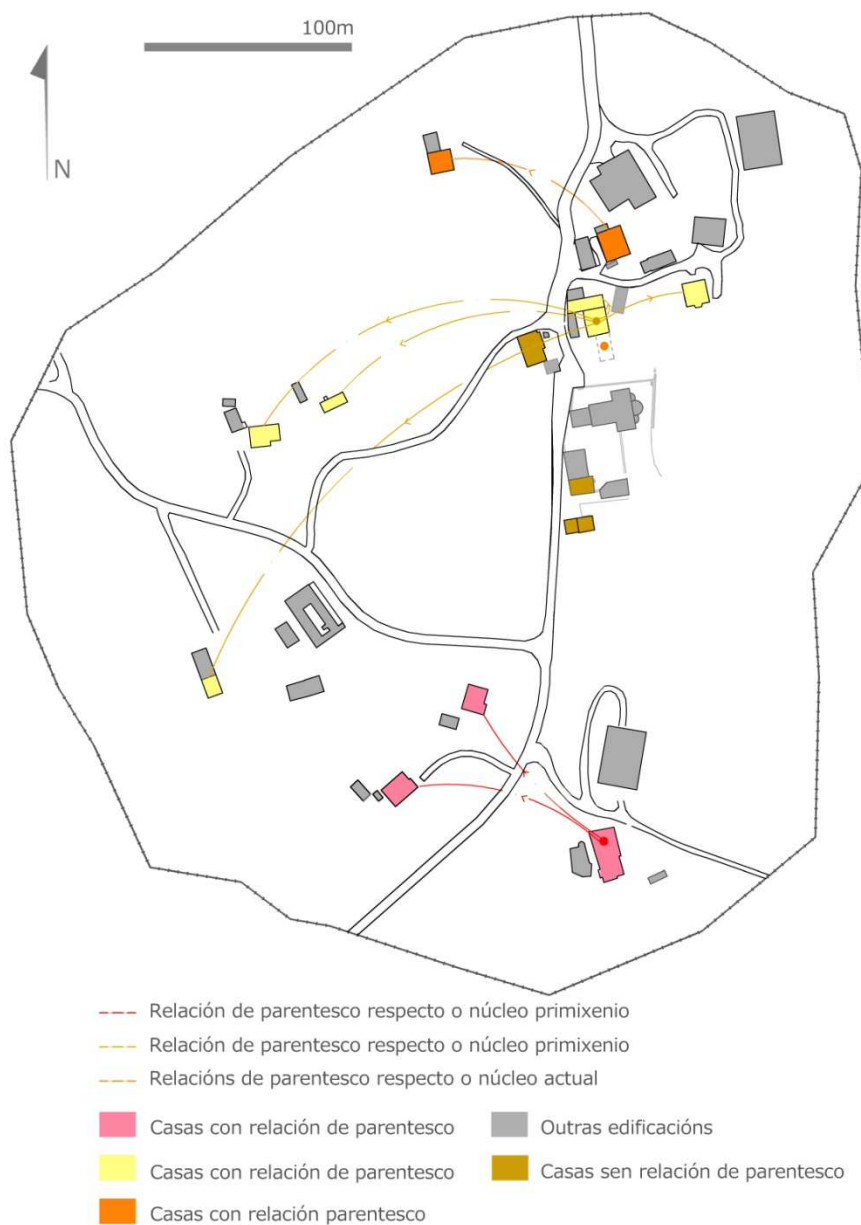 100m
N
Relación de parentesco respecto o núcleo primixenio
Relación de parentesco respecto o núcleo primixenio
Relacións de parentesco respecto o núcleo actual
Casas con relación de parentesco
Outras edificacións
Casas con relación de parentesco
Casas sen relación de parentesco
Casas con relación parentesco